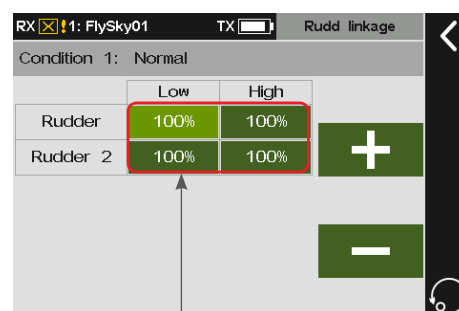 RX !1: FlySky01 TX Rudd linkage
Condition 1: Normal
Low High
Rudder 100% 100%
Rudder 2 100% 100%